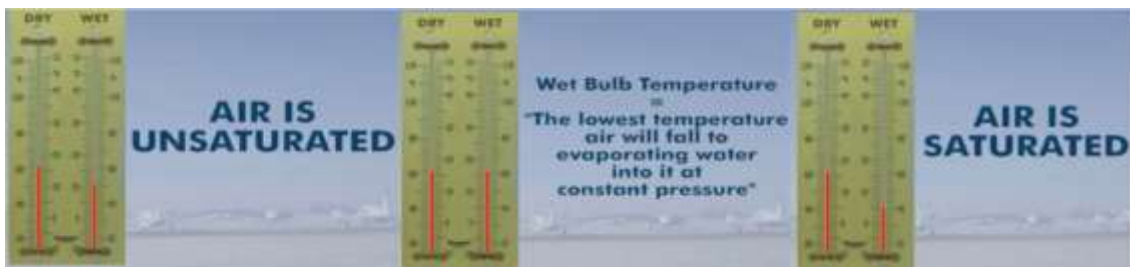 DRY WET
AIR IS
UNSATURATED
DRY WET
Wet Bulb Temperature
=
"The lowest temperature
air will fall to
evaporating water
into it at
constant pressure"
DRY WET
AIR IS
SATURATED